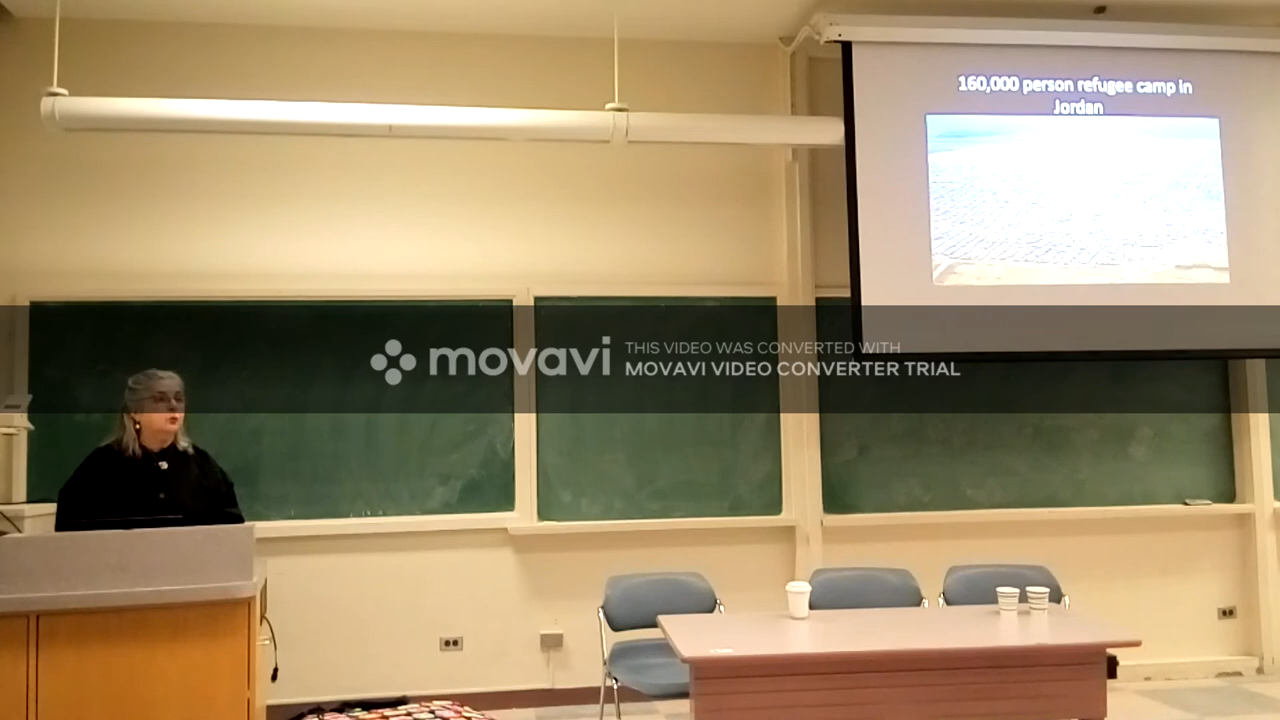 160,000 person refugee camp in
Jordan
movavi
THIS VIDEO WAS CONVERTED WITH
MOVAVI VIDEO CONVERTER TRIAL